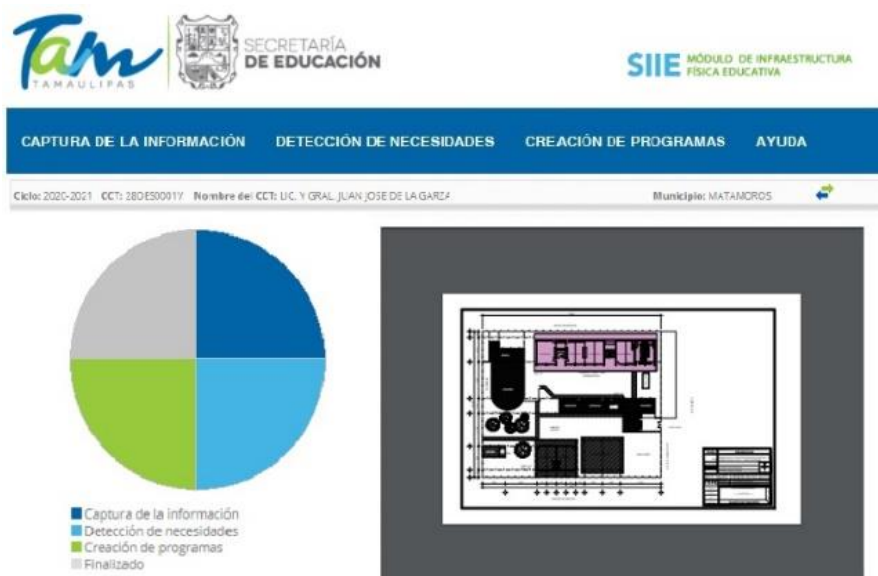 Tam
TAMAULIPAS
SECRETARÍA
DE EDUCACIÓN
SIIE MÓDULO DE INFRAESTRUCTURA
FÍSICA EDUCATIVA
CAPTURA DE LA INFORMACIÓN DETECCIÓN DE NECESIDADES CREACIÓN DE PROGRAMAS AYUDA
Ciclo: 2020-2021 CCT: Nombre del CCT: LIC. Y GRAL. JUAN JOSE DE LA GARZA Municipio: MATAMOROS
Captura de la información
Detección de necesidades
Creación de programas
Finalizado